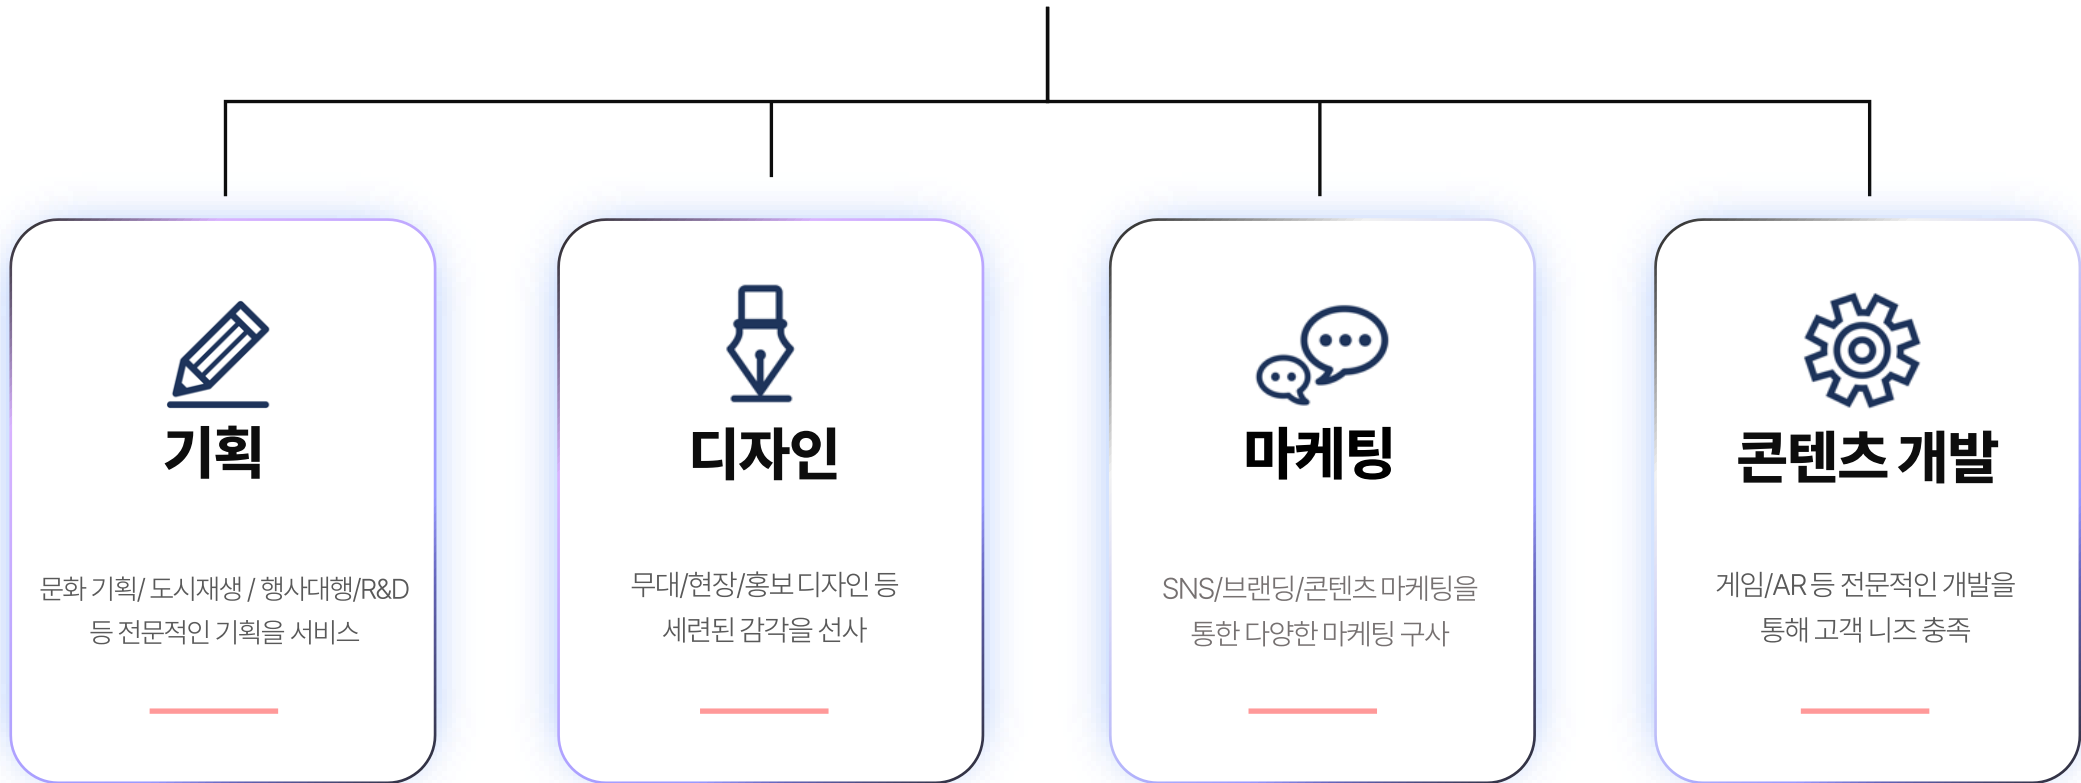 기획
문화 기획/ 도시재생 / 행사대행/R&D
등 전문적인 기획을 서비스
디자인
무대/현장/홍보 디자인 등
세련된 감각을 선사
마케팅
SNS/브랜딩/콘텐츠 마케팅을
통한 다양한 마케팅 구사
콘텐츠 개발
게임/AR 등 전문적인 개발을
통해 고객 니즈 충족